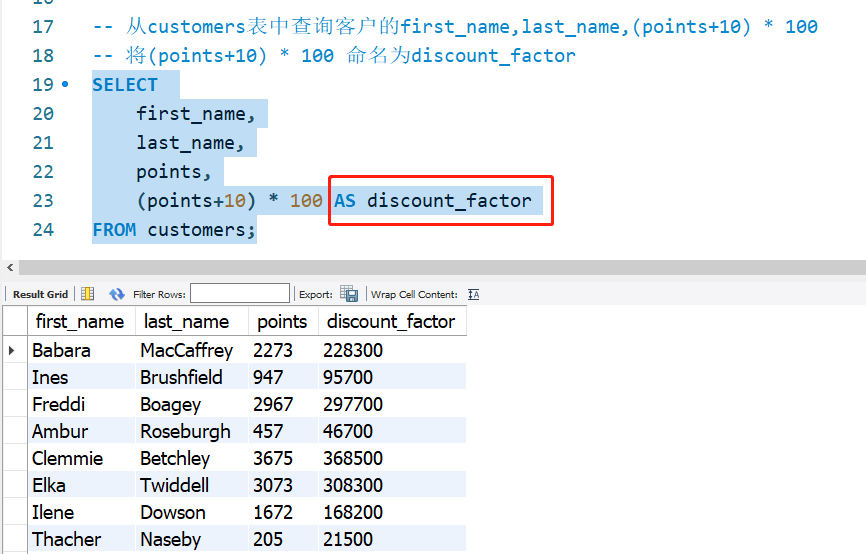 17 -- 从customers表中查询客户的first_name,last_name,(points+10) * 100
18 -- 将(points+10) * 100 命名为discount_factor
19 SELECT
20 first_name,
21 last_name,
22 points,
23 (points+10) * 100 AS discount_factor
24 FROM customers;
Result Grid Filter Rows: Export: Wrap Cell Content: IA
first_name last_name points discount_factor
Babara MacCaffrey 2273 228300
Ines Brushfield 947 95700
Freddi Boagey 2967 297700
Ambur Roseburgh 457 46700
Clemmie Betchley 3675 368500
Elka Twiddell 3073 308300
Ilene Dowson 1672 168200
Thacher Naseby 205 21500